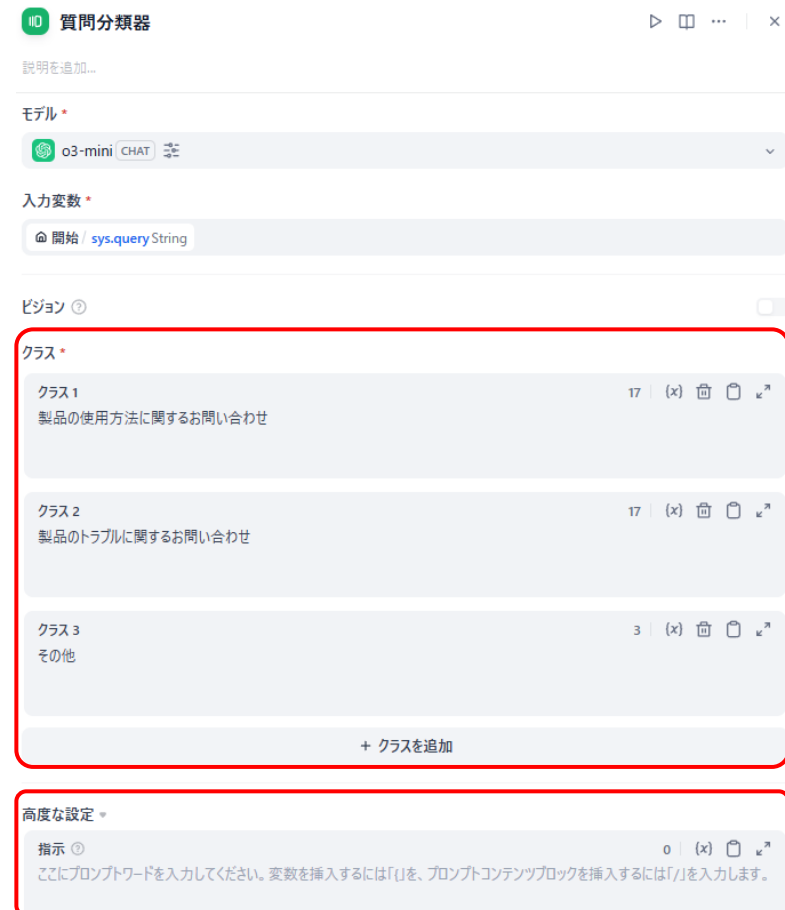 質問分類器
説明を追加...
モデル *
o3-mini CHAT
入力変数 *
開始 / sys.query String
ビジョン
クラス *
クラス 1 17 (x)
製品の使用方法に関するお問い合わせ
クラス 2 17 (x)
製品のトラブルに関するお問い合わせ
クラス 3 3 (x)
その他
+ クラスを追加
高度な設定
指示 0 (x)
ここにプロンプトワードを入力してください。変数を挿入するには「{」を、プロンプトコンテンツブロックを挿入するには「/」を入力します。